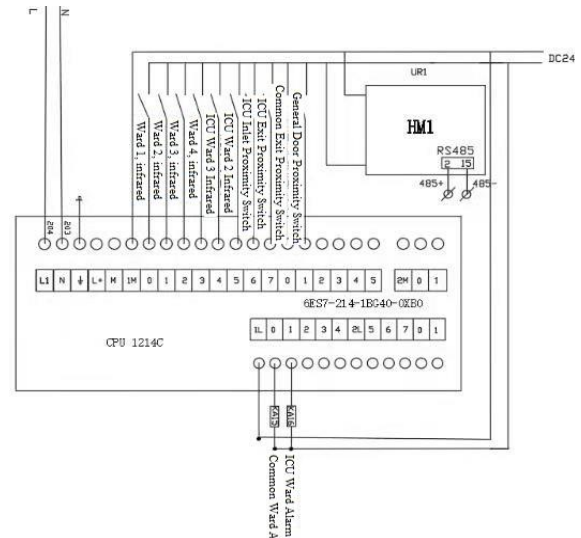 L N
DC24
UR1
HM1
RS485
2 15
485+ 485-
Ward 1, infrared
Ward 2, infrared
Ward 3, infrared
Ward 4, infrared
ICU Ward 3 Infrared
ICU Ward 2 Infrared
ICU Inlet Proximity Switch
ICU Exit Proximity Switch
Common Exit Proximity Switch
General Door Proximity Switch
204 203
L1 N L+ M 1M 0 1 2 3 4 5 6 7 0 1 2 3 4 5 2M 0 1
6ES7-214-1BG40-0XB0
1L 0 1 2 3 4 2L 5 6 7 0 1
CPU 1214C
KA15 KA16
ICU Ward Alarm
Common Ward A